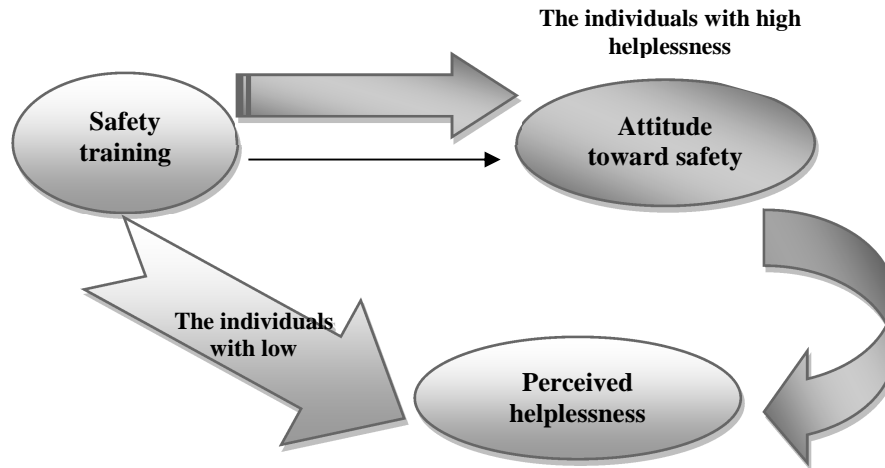 The individuals with high
helplessness
Safety
training
Attitude
toward safety
The individuals
with low
Perceived
helplessness